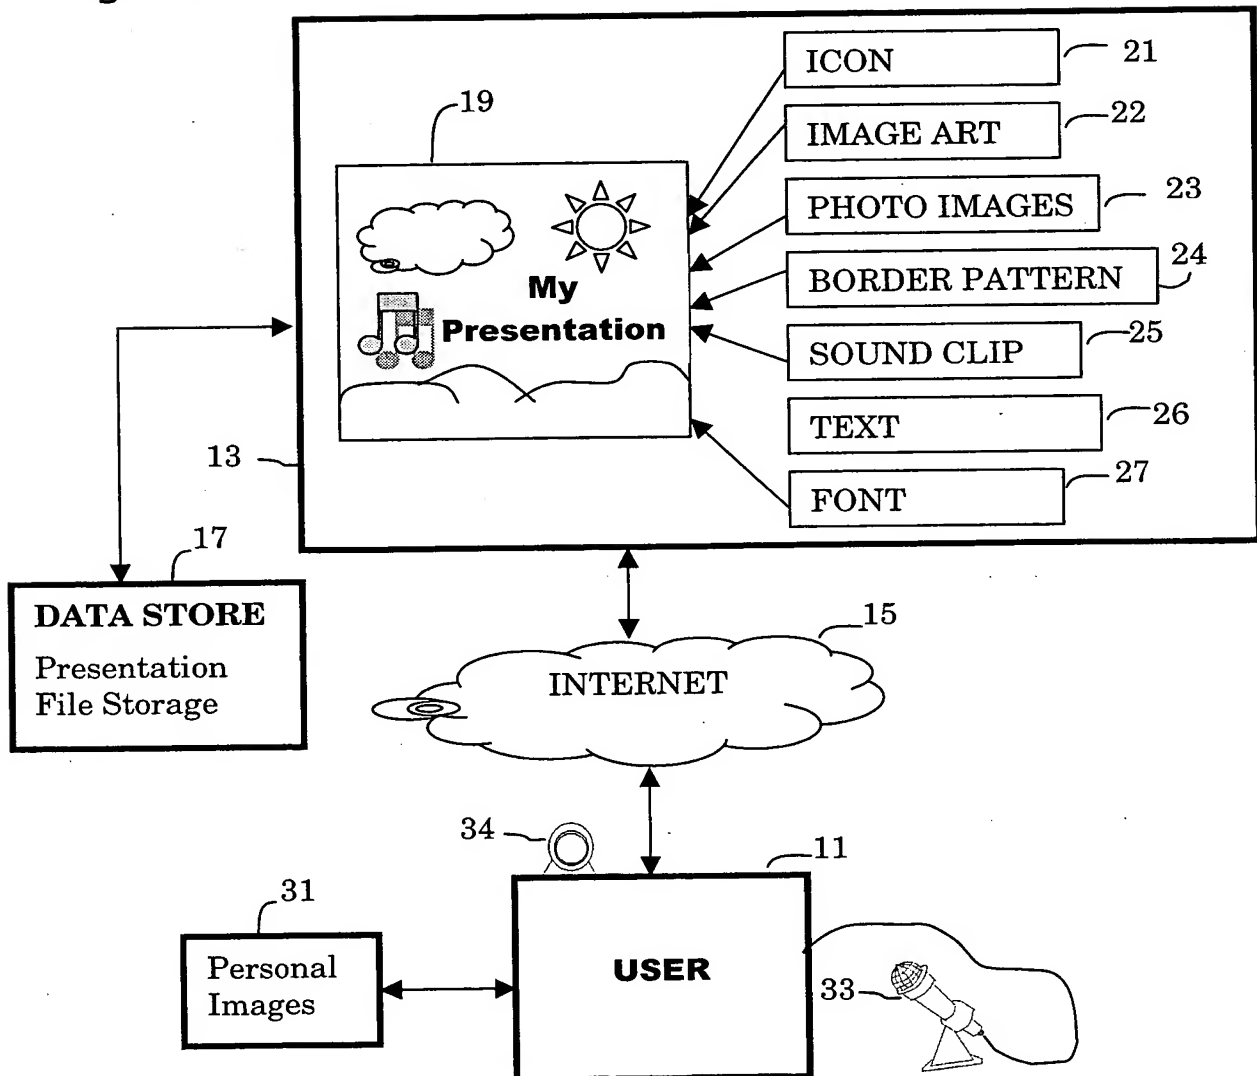 ICON
21
IMAGE ART
22
PHOTO IMAGES
23
BORDER PATTERN
24
SOUND CLIP
25
TEXT
26
FONT
27
19
My
Presentation
13
17
DATA STORE
Presentation
File Storage
15
INTERNET
34
11
31
Personal
Images
USER
33